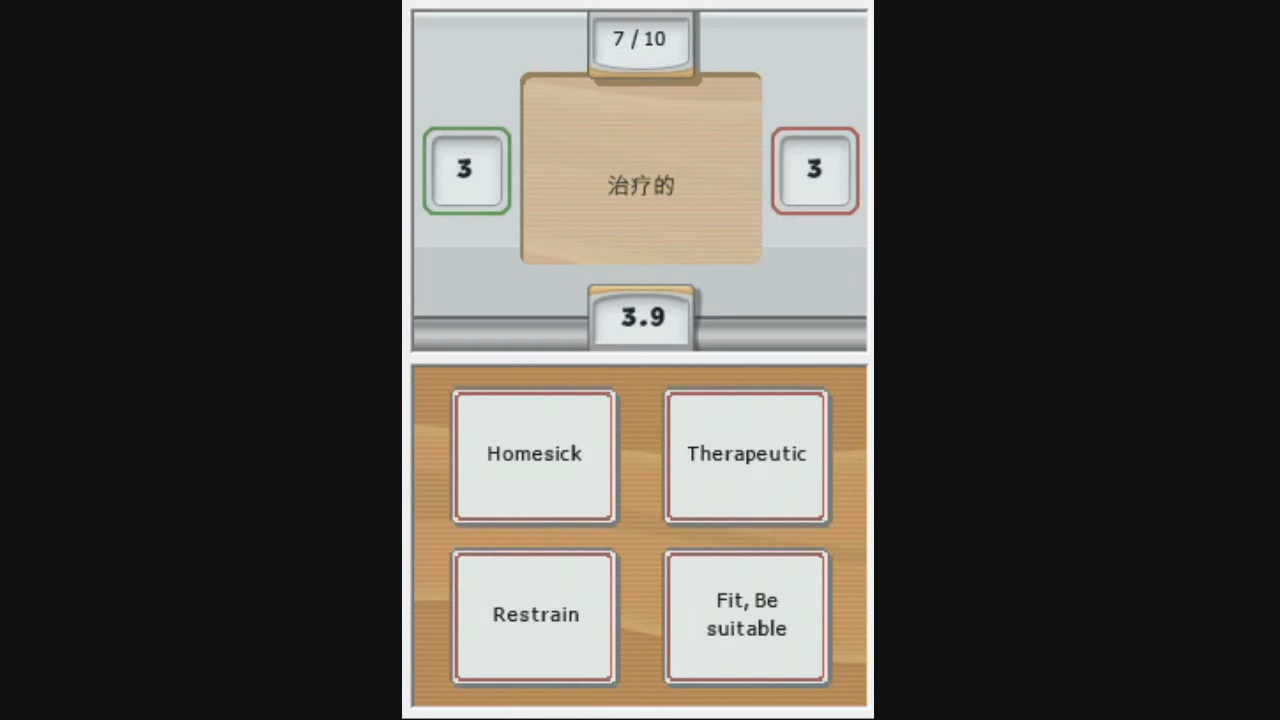 7 / 10
3
治疗的
3
3.9
Homesick
Therapeutic
Restrain
Fit, Be
suitable